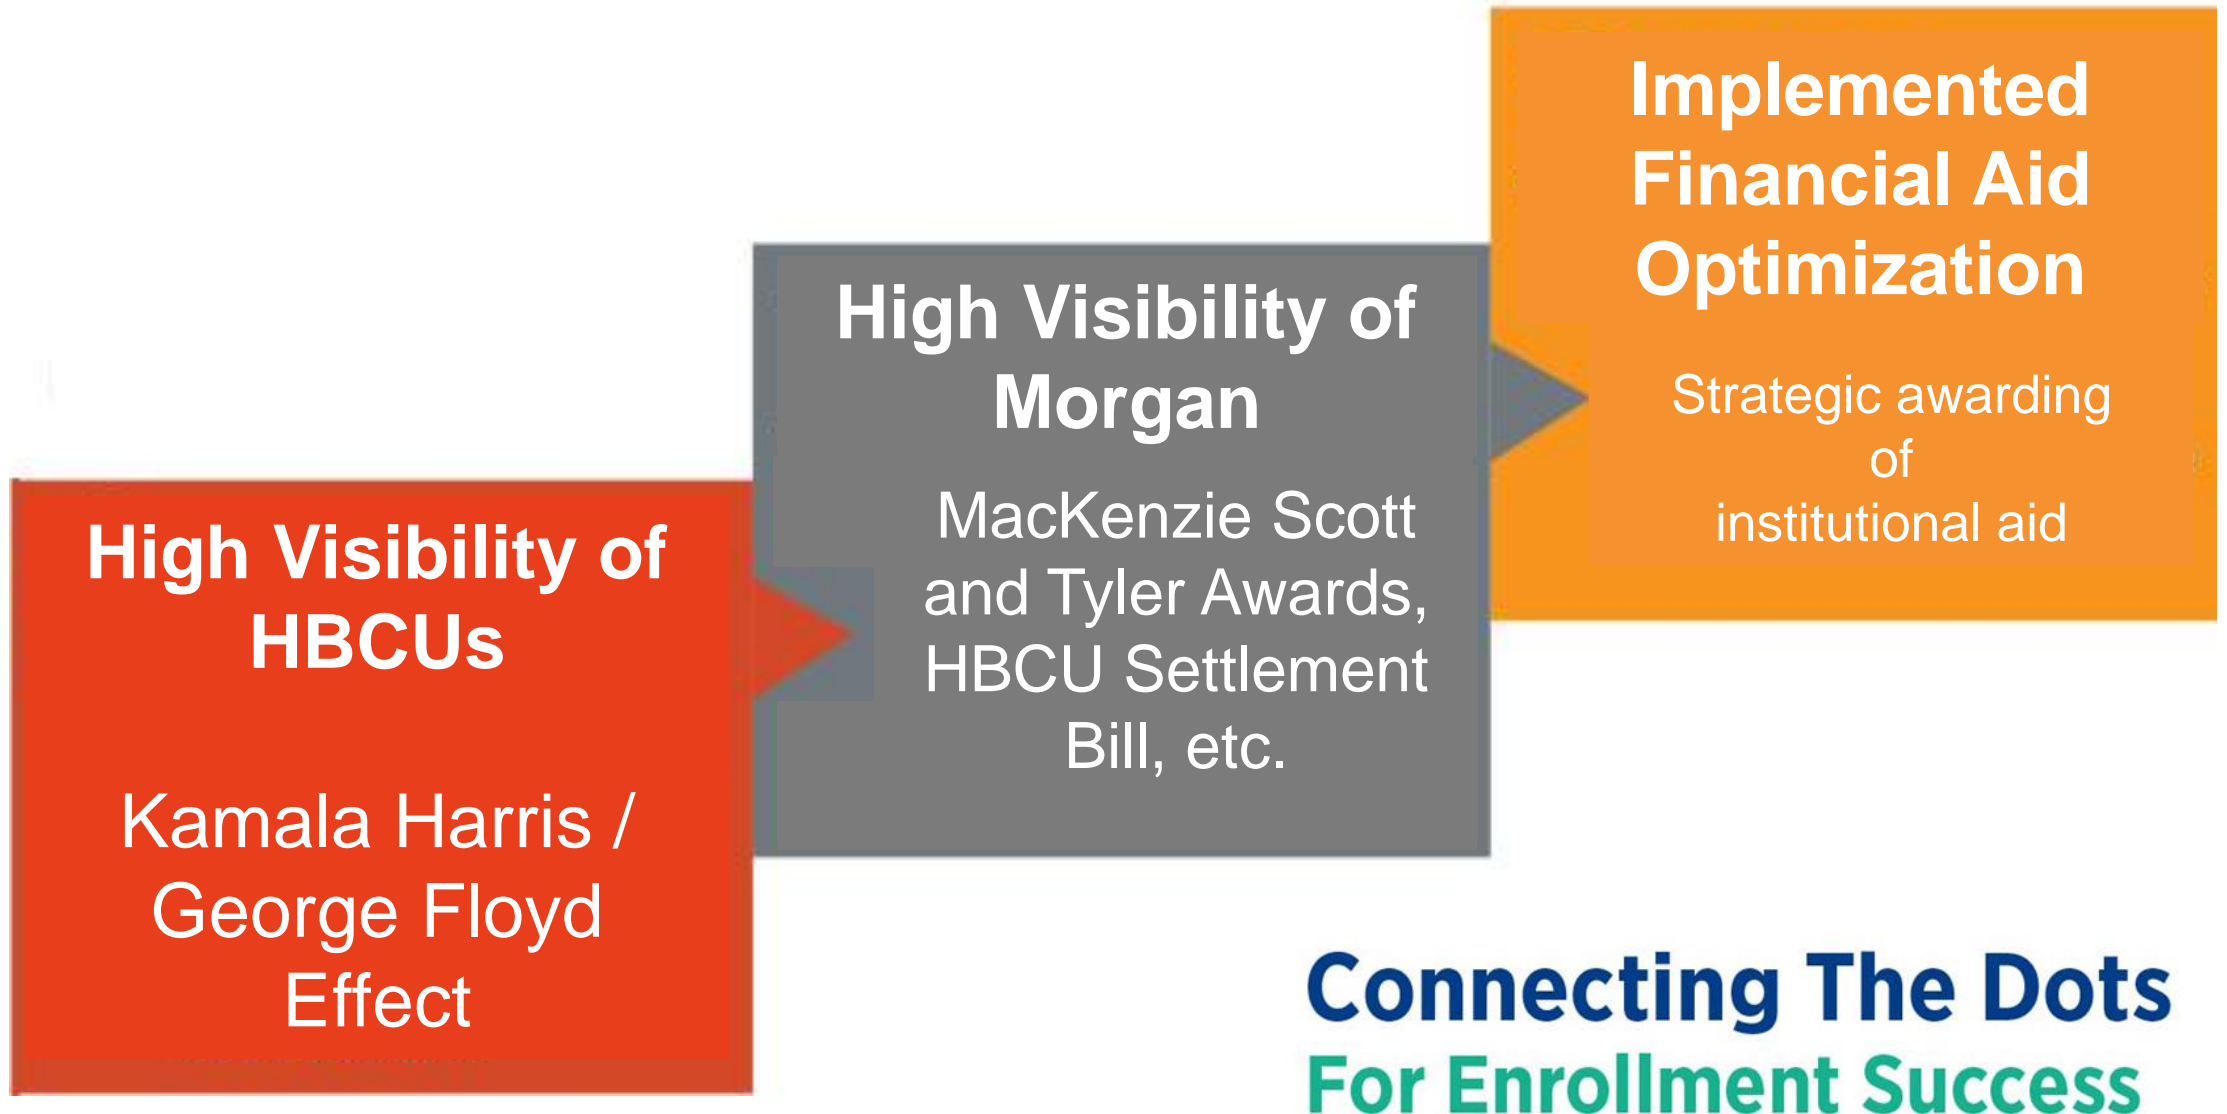 High Visibility of
HBCUs
Kamala Harris /
George Floyd
Effect
High Visibility of
Morgan
MacKenzie Scott
and Tyler Awards,
HBCU Settlement
Bill, etc.
Implemented
Financial Aid
Optimization
Strategic awarding
of
institutional aid
Connecting The Dots
For Enrollment Success